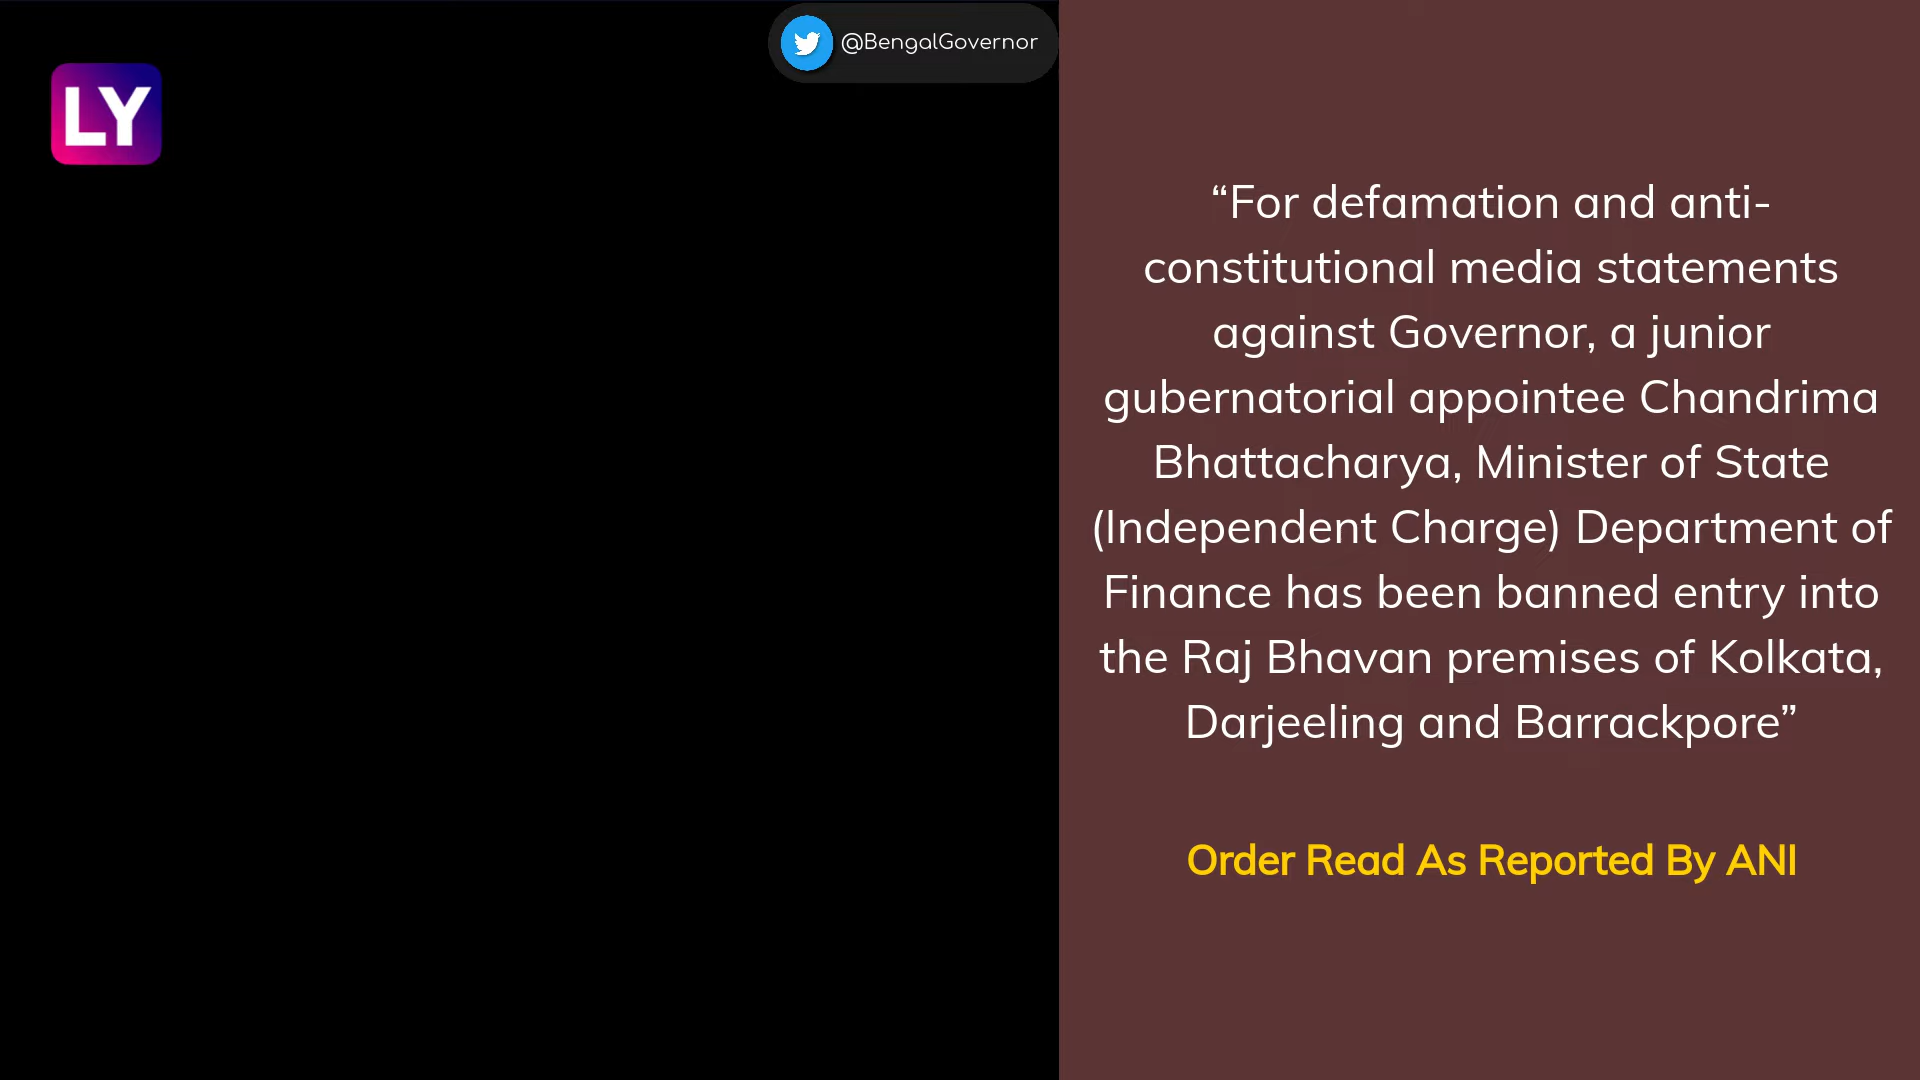 @BengalGovernor
LY
“For defamation and anti-
constitutional media statements
against Governor, a junior
gubernatorial appointee Chandrima
Bhattacharya, Minister of State
(Independent Charge) Department of
Finance has been banned entry into
the Raj Bhavan premises of Kolkata,
Darjeeling and Barrackpore”
Order Read As Reported By ANI